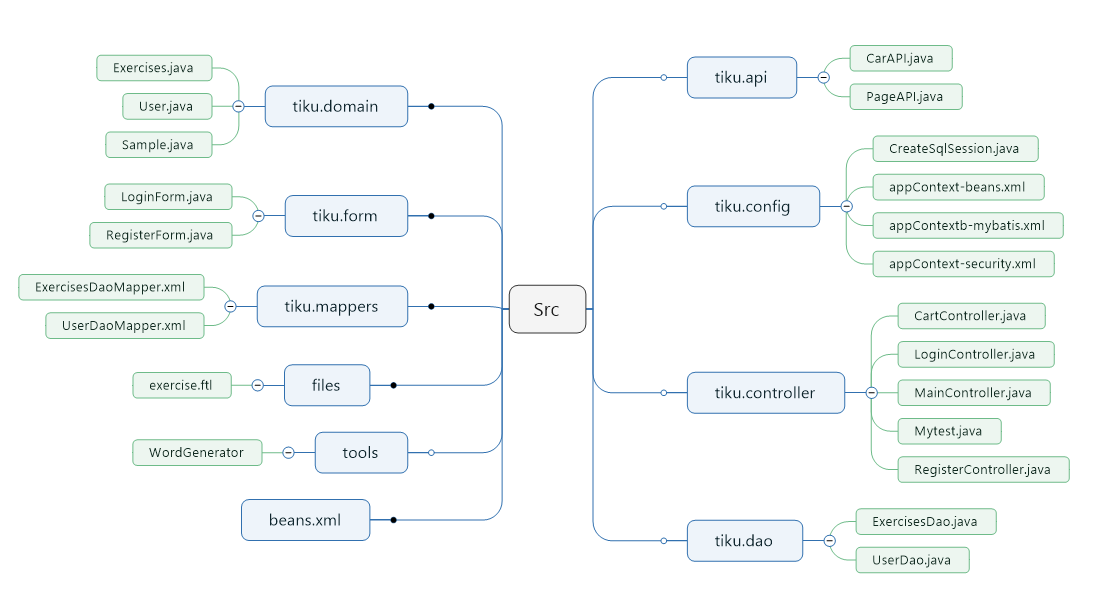 Src
tiku.domain
Exercises.java
User.java
Sample.java
tiku.form
LoginForm.java
RegisterForm.java
tiku.mappers
ExercisesDaoMapper.xml
UserDaoMapper.xml
files
exercise.ftl
tools
WordGenerator
beans.xml
tiku.api
CarAPI.java
PageAPI.java
tiku.config
CreateSqlSession.java
appContext-beans.xml
appContextb-mybatis.xml
appContext-security.xml
tiku.controller
CartController.java
LoginController.java
MainController.java
Mytest.java
RegisterController.java
tiku.dao
ExercisesDao.java
UserDao.java